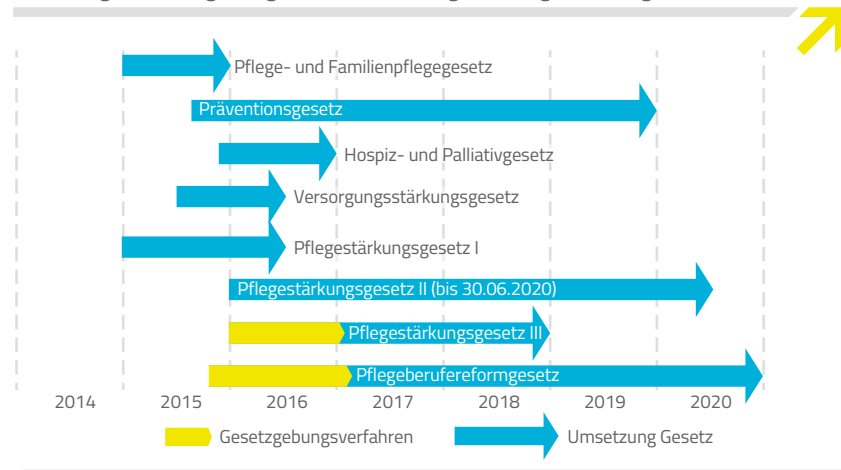 Pflege- und Familienpflegegesetz
Präventionsgesetz
Hospiz- und Palliativgesetz
Versorgungsstärkungsgesetz
Pflegestärkungsgesetz I
Pflegestärkungsgesetz II (bis 30.06.2020)
Pflegestärkungsgesetz III
Pflegeberufereformgesetz
2014 2015 2016 2017 2018 2019 2020
Gesetzgebungsverfahren Umsetzung Gesetz